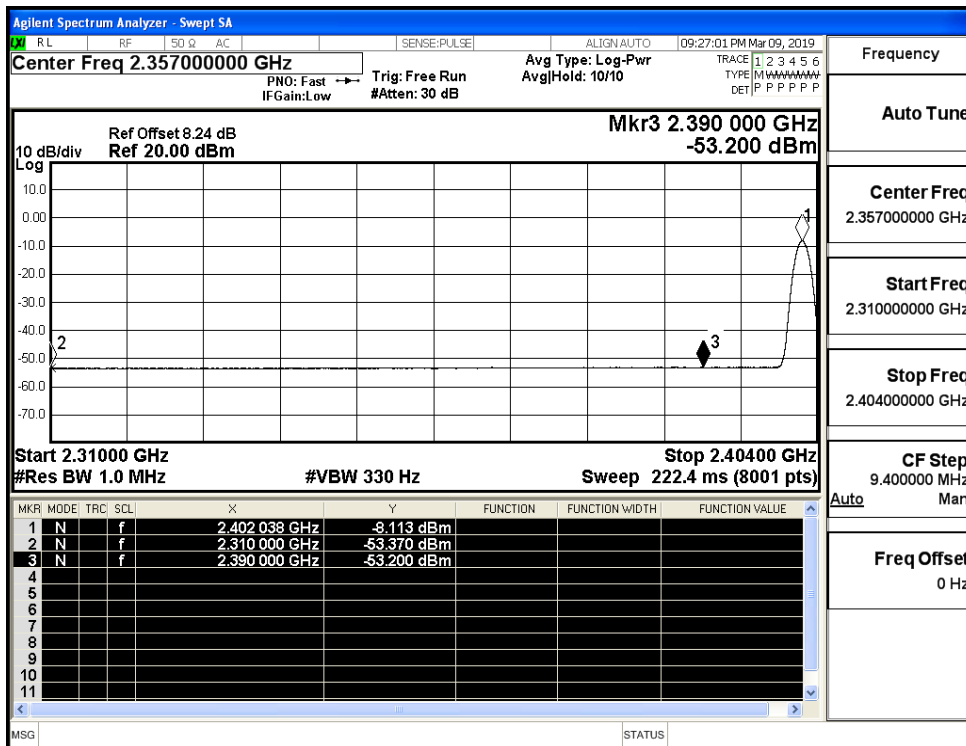 Agilent Spectrum Analyzer - Swept SA
LXI RL RF 50 Ω AC SENSE:PULSE ALIGN AUTO 09:27:01 PM Mar 09, 2019
Center Freq 2.357000000 GHz
PNO: Fast
IFGain:Low
Trig: Free Run
#Atten: 30 dB
Avg Type: Log-Pwr
Avg|Hold: 10/10
TRACE 1 2 3 4 5 6
TYPE M WWWWW
DET P P P P P P
Ref Offset 8.24 dB
10 dB/div Ref 20.00 dBm
Log
Mkr3 2.390 000 GHz
-53.200 dBm
10.0
0.00
-10.0
-20.0
-30.0
-40.0
-50.0
-60.0
-70.0
1
2
3
Start 2.31000 GHz Stop 2.40400 GHz
#Res BW 1.0 MHz #VBW 330 Hz Sweep 222.4 ms (8001 pts)
MKR MODE TRC SCL X Y FUNCTION FUNCTION WIDTH FUNCTION VALUE
1 N f 2.402 038 GHz -8.113 dBm
2 N f 2.310 000 GHz -53.370 dBm
3 N f 2.390 000 GHz -53.200 dBm
4
5
6
7
8
9
10
11
MSG STATUS
Frequency
Auto Tune
Center Freq
2.357000000 GHz
Start Freq
2.310000000 GHz
Stop Freq
2.404000000 GHz
CF Step
9.400000 MHz
Auto Man
Freq Offset
0 Hz